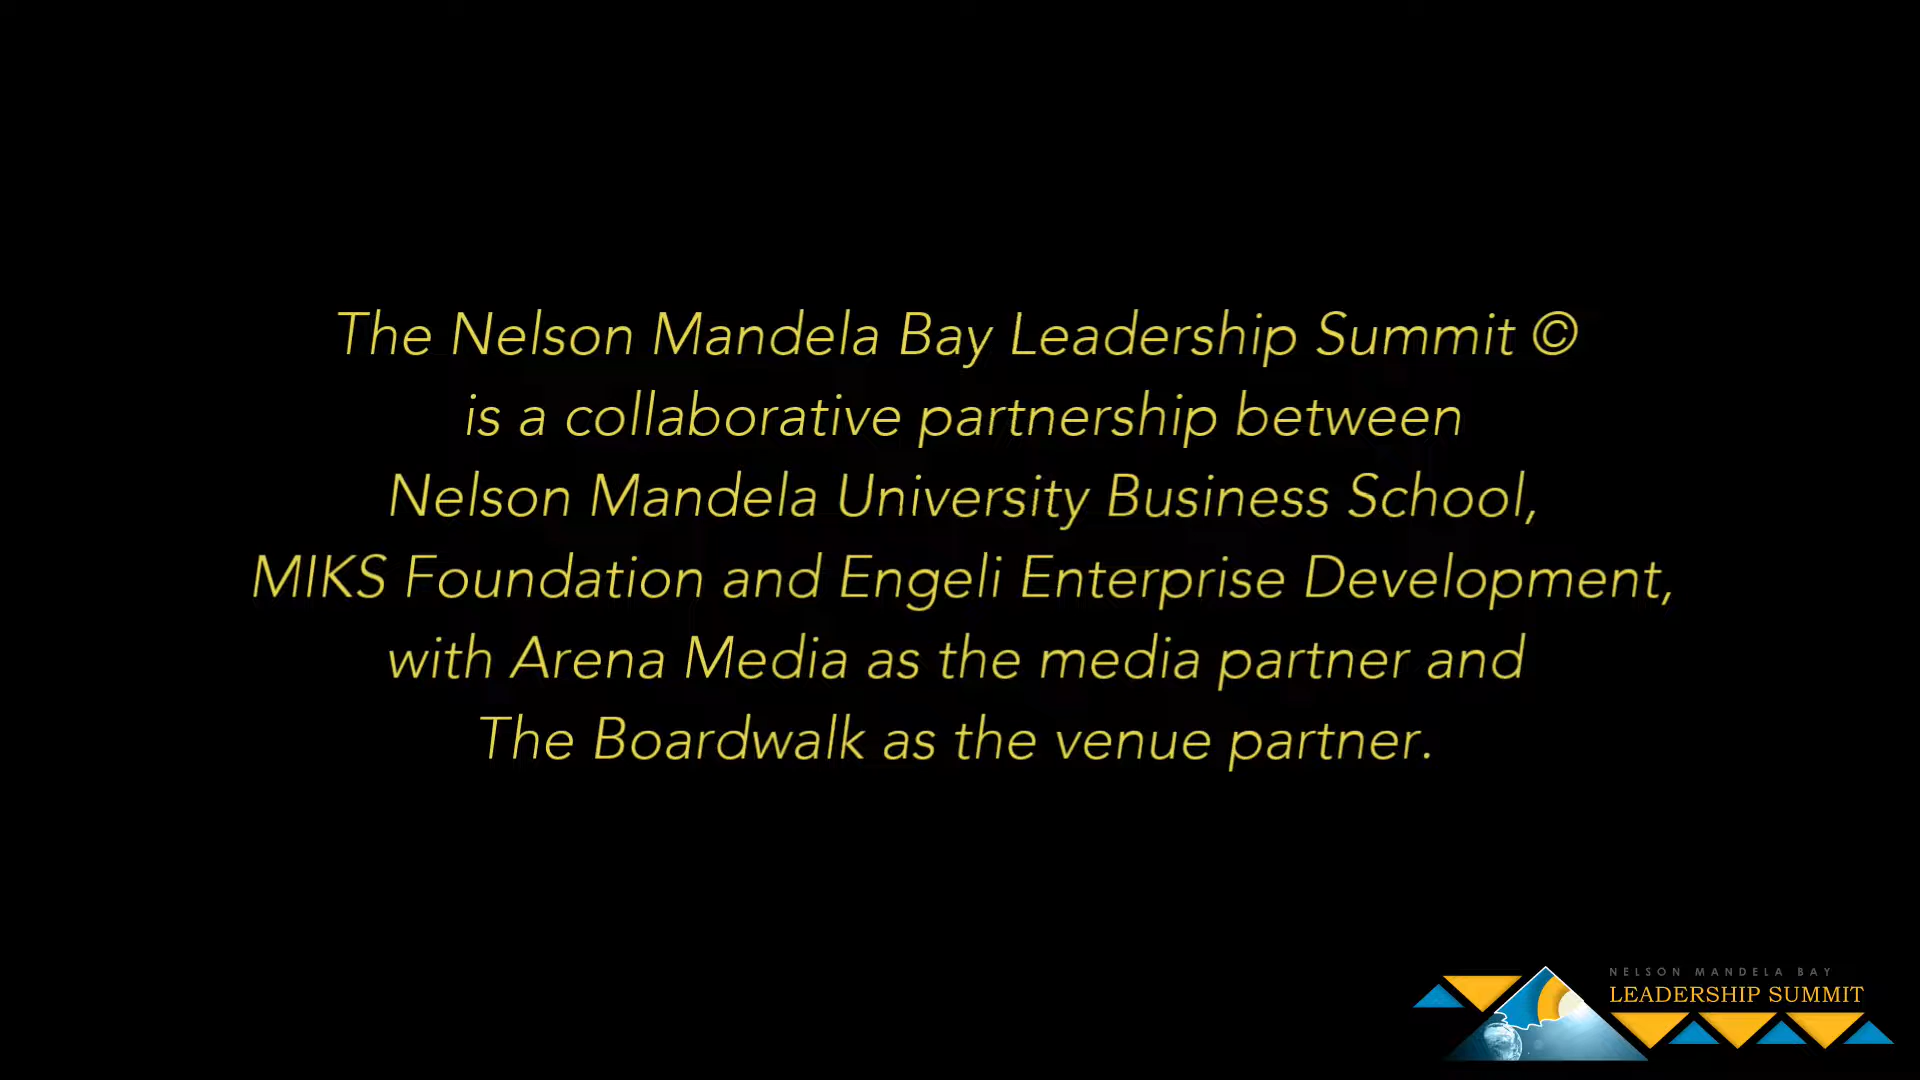 The Nelson Mandela Bay Leadership Summit ©
is a collaborative partnership between
Nelson Mandela University Business School,
MIKS Foundation and Engeli Enterprise Development,
with Arena Media as the media partner and
The Boardwalk as the venue partner.
NELSON MANDELA BAY
LEADERSHIP SUMMIT